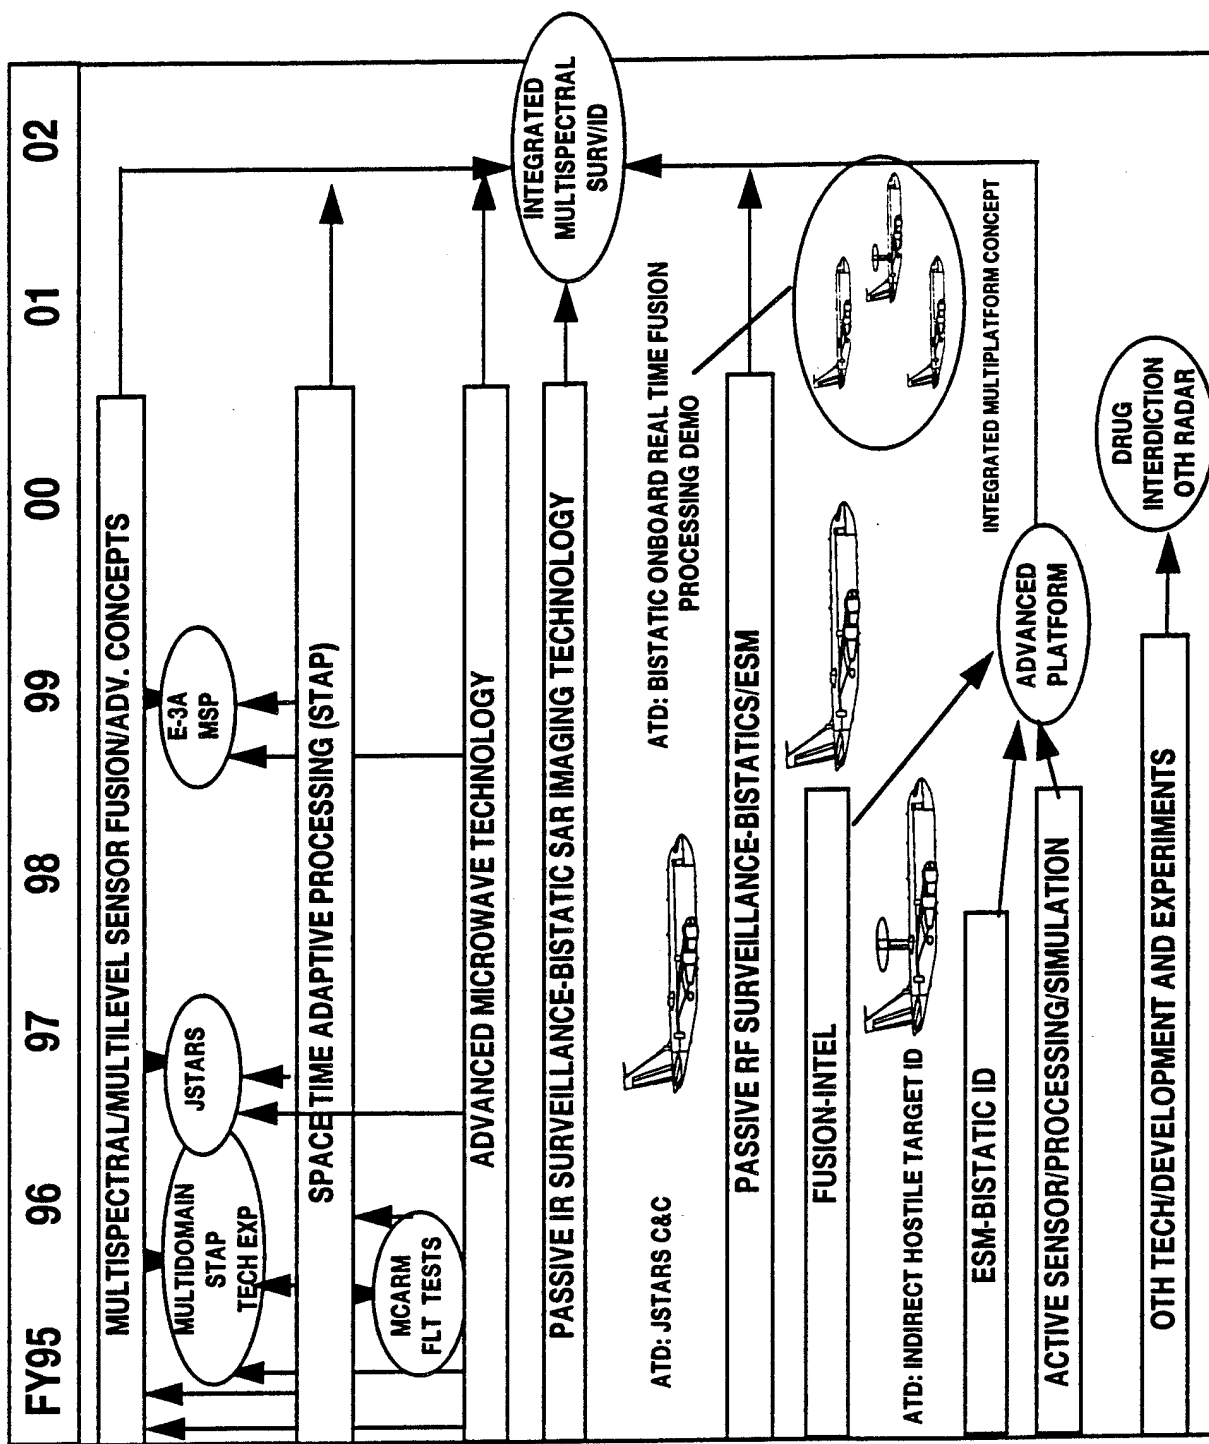 FY95 96 97 98 99 00 01 02
MULTISPECTRAL/MULTILEVEL SENSOR FUSION/ADV. CONCEPTS
MULTIDOMAIN
STAP
TECH EXP
JSTARS
E-3A
MSP
SPACE TIME ADAPTIVE PROCESSING (STAP)
MCARM
FLT TESTS
ADVANCED MICROWAVE TECHNOLOGY
INTEGRATED
MULTISPECTRAL
SURV/ID
PASSIVE IR SURVEILLANCE-BISTATIC SAR IMAGING TECHNOLOGY
ATD: JSTARS C&C
ATD: BISTATIC ONBOARD REAL TIME FUSION
PROCESSING DEMO
PASSIVE RF SURVEILLANCE-BISTATICS/ESM
FUSION-INTEL
ATD: INDIRECT HOSTILE TARGET ID
INTEGRATED MULTIPLATFORM CONCEPT
ESM-BISTATIC ID
ADVANCED
PLATFORM
ACTIVE SENSOR/PROCESSING/SIMULATION
DRUG
INTERDICTION
OTH RADAR
OTH TECH/DEVELOPMENT AND EXPERIMENTS